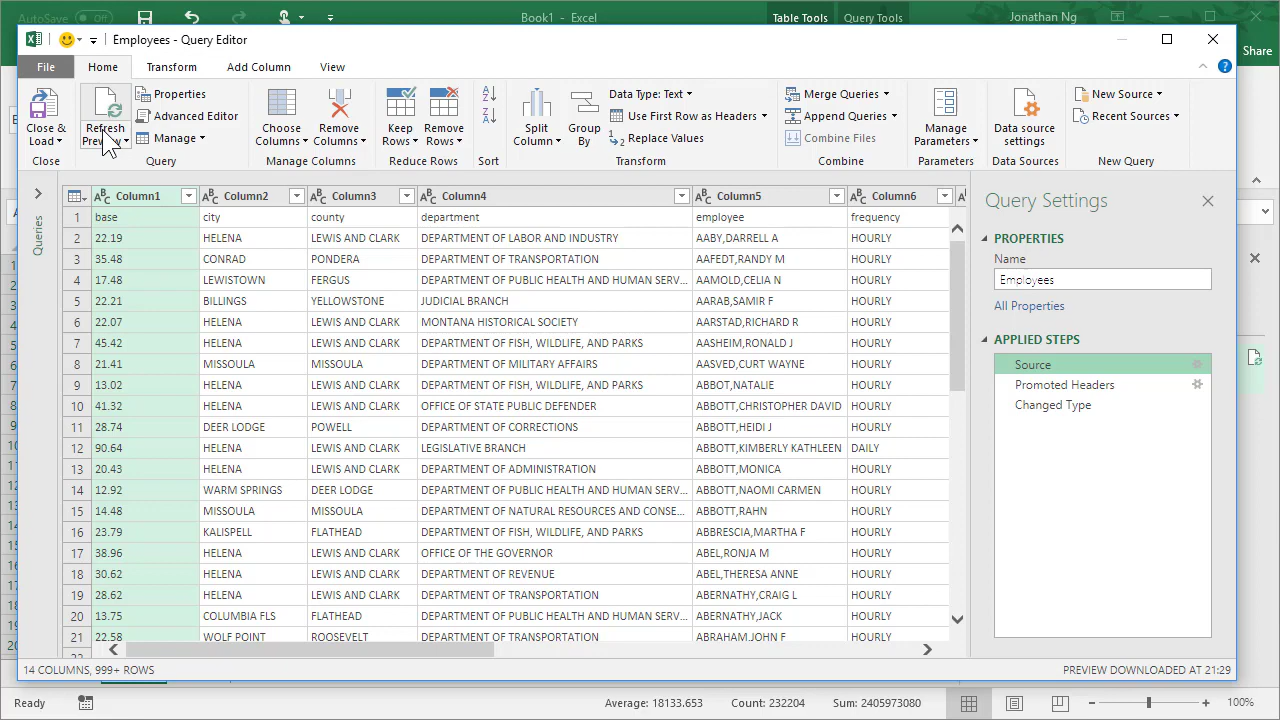 AutoSave Off Book1 - Excel Table Tools Query Tools Jonathan Ng
Share
Employees - Query Editor
File Home Transform Add Column View
Close & Load
Close
Refresh Preview
Properties
Advanced Editor
Manage
Query
Choose Columns
Remove Columns
Manage Columns
Keep Rows
Remove Rows
Reduce Rows
Sort
Split Column
Group By
Data Type: Text
Use First Row as Headers
Replace Values
Transform
Merge Queries
Append Queries
Combine Files
Combine
Manage Parameters
Parameters
Data source settings
Data Sources
New Source
Recent Sources
New Query
Queries
Column1 Column2 Column3 Column4 Column5 Column6
1 base city county department employee frequency
2 22.19 HELENA LEWIS AND CLARK DEPARTMENT OF LABOR AND INDUSTRY AABY,DARRELL A HOURLY
3 35.48 CONRAD PONDERA DEPARTMENT OF TRANSPORTATION AAFEDT,RANDY M HOURLY
4 17.48 LEWISTOWN FERGUS DEPARTMENT OF PUBLIC HEALTH AND HUMAN SERV... AAMOLD,CELIA N HOURLY
5 22.21 BILLINGS YELLOWSTONE JUDICIAL BRANCH AARAB,SAMIR F HOURLY
6 22.07 HELENA LEWIS AND CLARK MONTANA HISTORICAL SOCIETY AARSTAD,RICHARD R HOURLY
7 45.42 HELENA LEWIS AND CLARK DEPARTMENT OF FISH, WILDLIFE, AND PARKS AASHEIM,RONALD J HOURLY
8 21.41 MISSOULA MISSOULA DEPARTMENT OF MILITARY AFFAIRS AASVED,CURT WAYNE HOURLY
9 13.02 HELENA LEWIS AND CLARK DEPARTMENT OF FISH, WILDLIFE, AND PARKS ABBOT,NATALIE HOURLY
10 41.32 HELENA LEWIS AND CLARK OFFICE OF STATE PUBLIC DEFENDER ABBOTT,CHRISTOPHER DAVID HOURLY
11 28.74 DEER LODGE POWELL DEPARTMENT OF CORRECTIONS ABBOTT,HEIDI J HOURLY
12 90.64 HELENA LEWIS AND CLARK LEGISLATIVE BRANCH ABBOTT,KIMBERLY KATHLEEN DAILY
13 20.43 HELENA LEWIS AND CLARK DEPARTMENT OF ADMINISTRATION ABBOTT,MONICA HOURLY
14 12.92 WARM SPRINGS DEER LODGE DEPARTMENT OF PUBLIC HEALTH AND HUMAN SERV... ABBOTT,NAOMI CARMEN HOURLY
15 14.48 MISSOULA MISSOULA DEPARTMENT OF NATURAL RESOURCES AND CONSE... ABBOTT,RAHN HOURLY
16 23.79 KALISPELL FLATHEAD DEPARTMENT OF FISH, WILDLIFE, AND PARKS ABBRESCIA,MARTHA F HOURLY
17 38.96 HELENA LEWIS AND CLARK OFFICE OF THE GOVERNOR ABEL,RONJA M HOURLY
18 30.62 HELENA LEWIS AND CLARK DEPARTMENT OF REVENUE ABEL,THERESA ANNE HOURLY
19 28.62 HELENA LEWIS AND CLARK DEPARTMENT OF TRANSPORTATION ABERNATHY,CRAIG L HOURLY
20 13.75 COLUMBIA FLS FLATHEAD DEPARTMENT OF PUBLIC HEALTH AND HUMAN SERV... ABERNATHY,JACK HOURLY
21 22.58 WOLF POINT ROOSEVELT DEPARTMENT OF TRANSPORTATION ABRAHAM,JOHN F HOURLY
Query Settings
PROPERTIES
Name
Employees
All Properties
APPLIED STEPS
Source
Promoted Headers
Changed Type
14 COLUMNS, 999+ ROWS PREVIEW DOWNLOADED AT 21:29
Ready Average: 18133.653 Count: 232204 Sum: 2405973080 100%